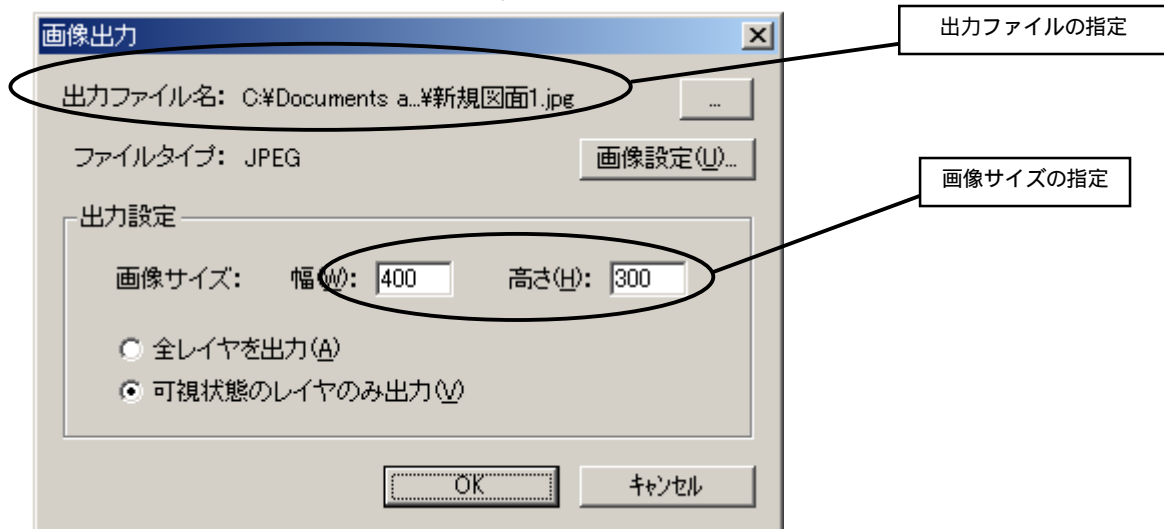 画像出力
出力ファイルの指定
出力ファイル名: C:¥Documents a...¥新規図面1.jpg
...
ファイルタイプ: JPEG
画像設定(U)...
画像サイズの指定
出力設定
画像サイズ: 幅(W): 400 高さ(H): 300
全レイヤを出力(A)
可視状態のレイヤのみ出力(V)
OK
キャンセル